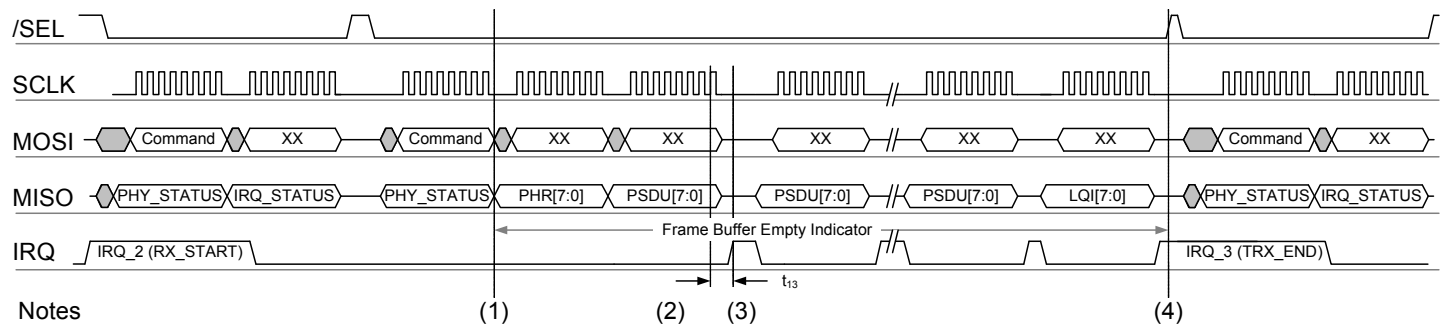 /SEL
SCLK
MOSI Command XX Command XX XX XX XX XX Command XX
MISO PHY_STATUS IRQ_STATUS PHY_STATUS PHR[7:0] PSDU[7:0] PSDU[7:0] PSDU[7:0] LQI[7:0] PHY_STATUS IRQ_STATUS
Frame Buffer Empty Indicator
IRQ IRQ_2 (RX_START) IRQ_3 (TRX_END)
t13
Notes (1) (2) (3) (4)